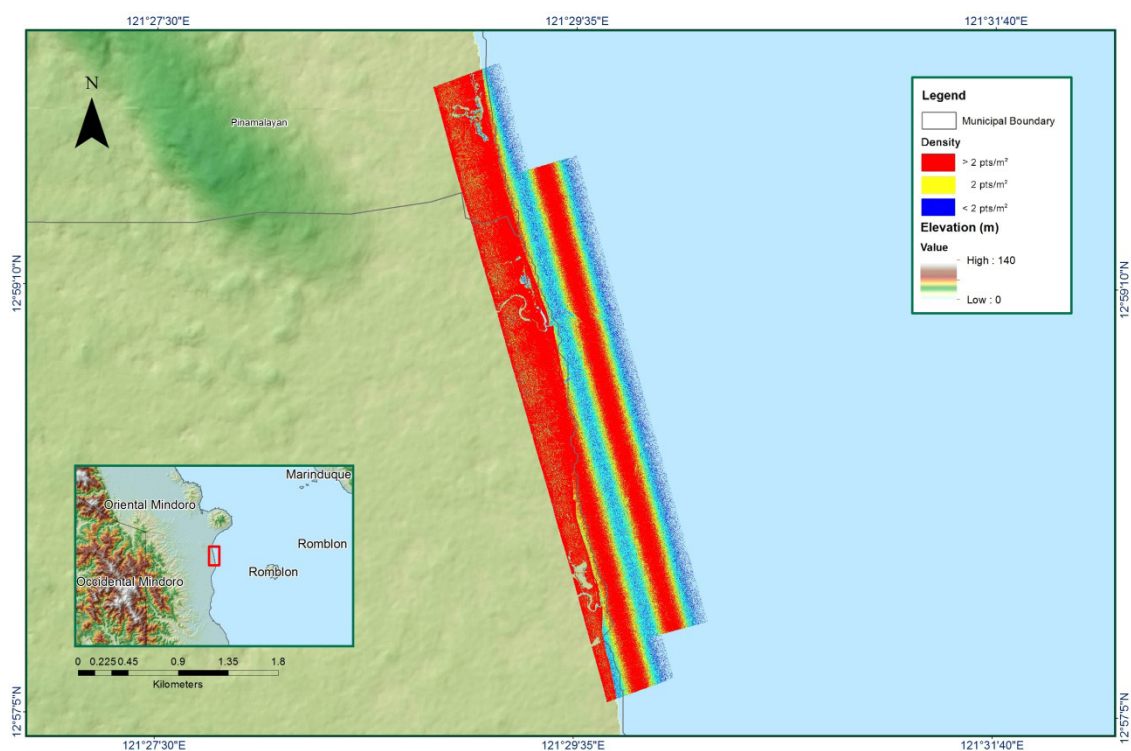 121°27'30"E
121°29'35"E
121°31'40"E
N
Pinamalayan
Legend
Municipal Boundary
Density
> 2 pts/m²
2 pts/m²
< 2 pts/m²
Elevation (m)
Value
High : 140
Low : 0
12°59'10"N
12°59'10"N
Marinduque
Oriental Mindoro
Romblon
Romblon
Occidental Mindoro
0 0.225 0.45 0.9 1.35 1.8
Kilometers
12°57'5"N
12°57'5"N
121°27'30"E
121°29'35"E
121°31'40"E